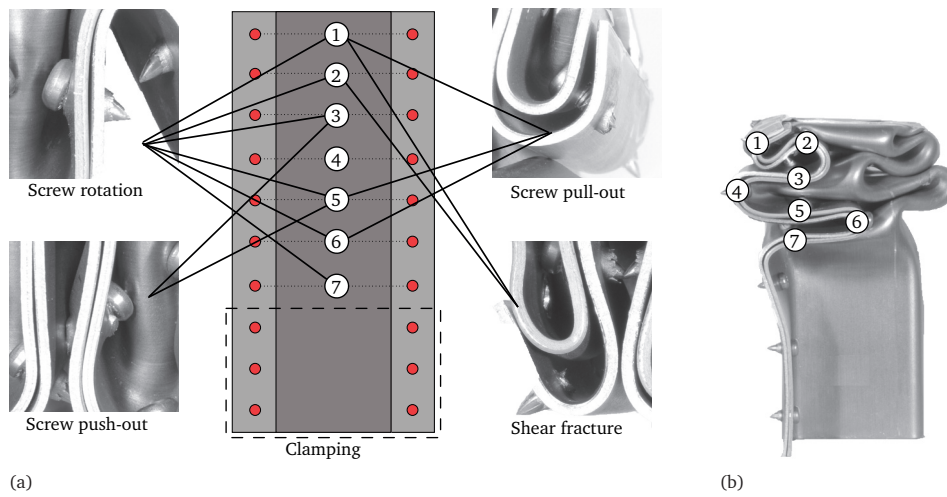 1
2
3
4
5
6
7
Screw rotation
Screw pull-out
Screw push-out
Shear fracture
Clamping
1
2
3
4
5
6
7
(a)
(b)